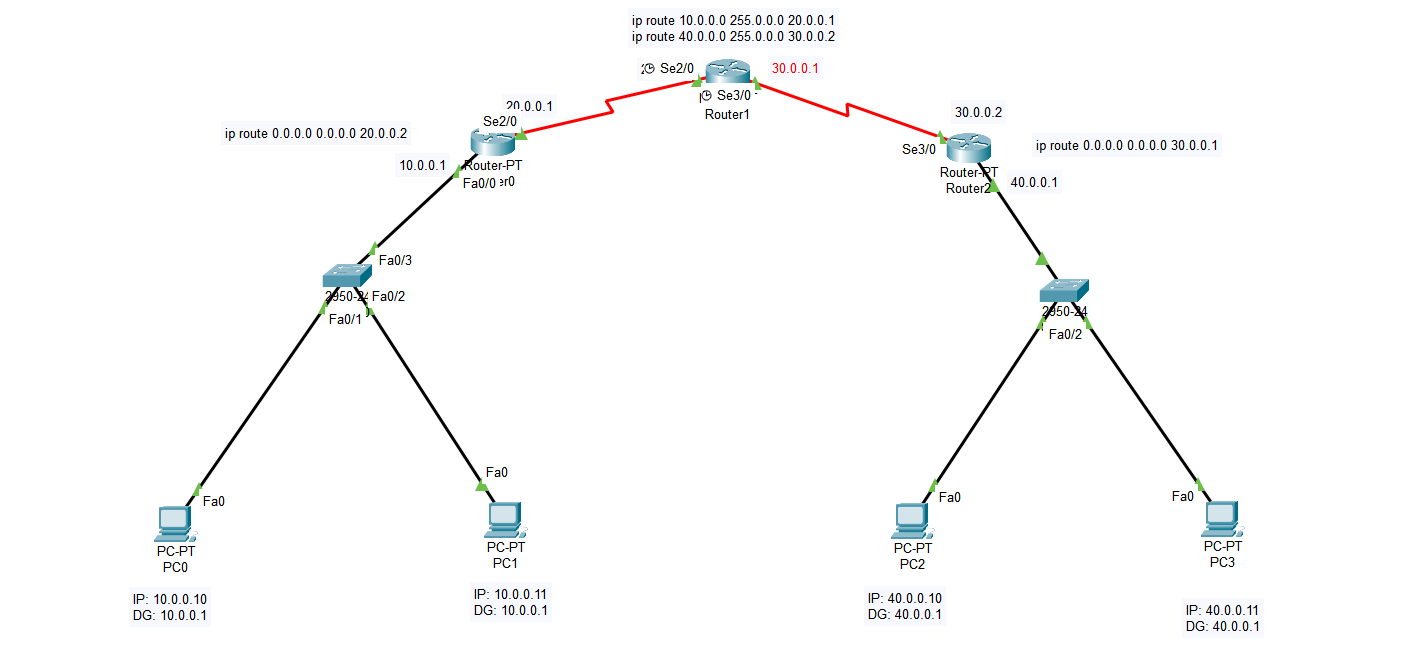 ip route 10.0.0.0 255.0.0.0 20.0.0.1
ip route 40.0.0.0 255.0.0.0 30.0.0.2
Se2/0
30.0.0.1
Se3/0
Router1
20.0.0.1
Se2/0
ip route 0.0.0.0 0.0.0.0 20.0.0.2
10.0.0.1
Router-PT
Fa0/0 er0
30.0.0.2
Se3/0
ip route 0.0.0.0 0.0.0.0 30.0.0.1
Router-PT
Router2
40.0.0.1
Fa0/3
2950-24
Fa0/2
Fa0/1
2950-24
Fa0/2
Fa0
PC-PT
PC0
IP: 10.0.0.10
DG: 10.0.0.1
Fa0
PC-PT
PC1
IP: 10.0.0.11
DG: 10.0.0.1
Fa0
PC-PT
PC2
IP: 40.0.0.10
DG: 40.0.0.1
Fa0
PC-PT
PC3
IP: 40.0.0.11
DG: 40.0.0.1